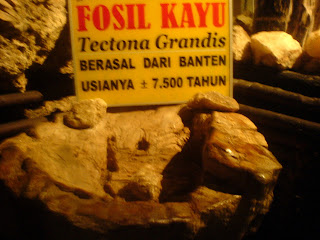 FOSIL KAYU
Tectona Grandis
BERASAL DARI BANTEN
USIANYA ± 7.500 TAHUN